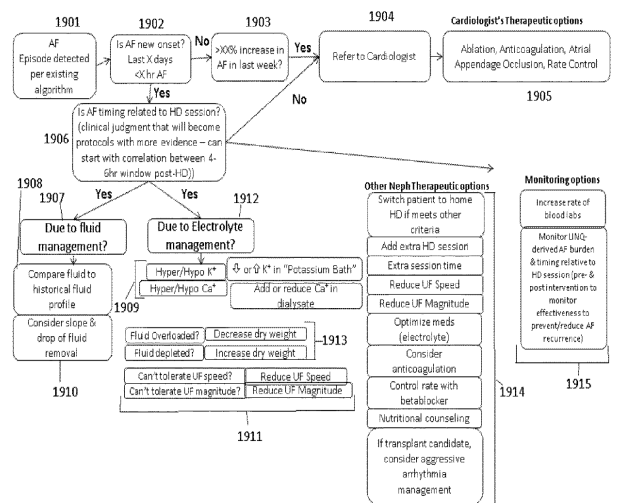 1901
AF
Episode detected
per existing
algorithm
1902
Is AF new onset?
Last X days
<X hr AF
No
Yes
1903
>XX% increase in
AF in last week?
Yes
1904
Refer to Cardiologist
No
Cardiologist's Therapeutic options
Ablation, Anticoagulation, Atrial
Appendage Occlusion, Rate Control
1905
1906
Is AF timing related to HD session?
(clinical judgment that will become
protocols with more evidence – can
start with correlation between 4-
6hr window post-HD))
1908
1907
Yes
Yes
1912
Due to fluid
management?
Due to Electrolyte
management?
Compare fluid to
historical fluid
profile
Consider slope &
drop of fluid
removal
1910
1909
Hyper/Hypo K⁺
⇩ or⇧ K⁺ in "Potassium Bath"
Hyper/Hypo Ca⁺
Add or reduce Ca⁺ in
dialysate
Fluid Overloaded?
Decrease dry weight
Fluid depleted?
Increase dry weight
1913
Can't tolerate UF speed?
Reduce UF Speed
Can't tolerate UF magnitude?
Reduce UF Magnitude
1911
Other Neph Therapeutic options
Switch patient to home
HD if meets other
criteria
Add extra HD session
Extra session time
Reduce UF Speed
Reduce UF Magnitude
Optimize meds
(electrolyte)
Consider
anticoagulation
Control rate with
betablocker
Nutritional counseling
If transplant candidate,
consider aggressive
arrhythmia
management
1914
Monitoring options
Increase rate of
blood labs
Monitor LINQ-
derived AF burden
& timing relative to
HD session (pre- &
post intervention to
monitor
effectiveness to
prevent/reduce AF
recurrence)
1915